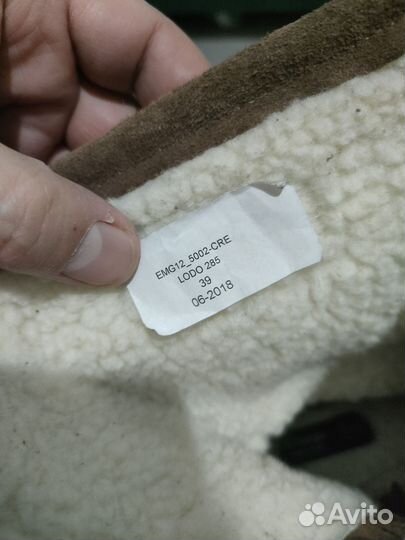 EMG12_5002-CRE
LODO 285
39
06-2018
Avito